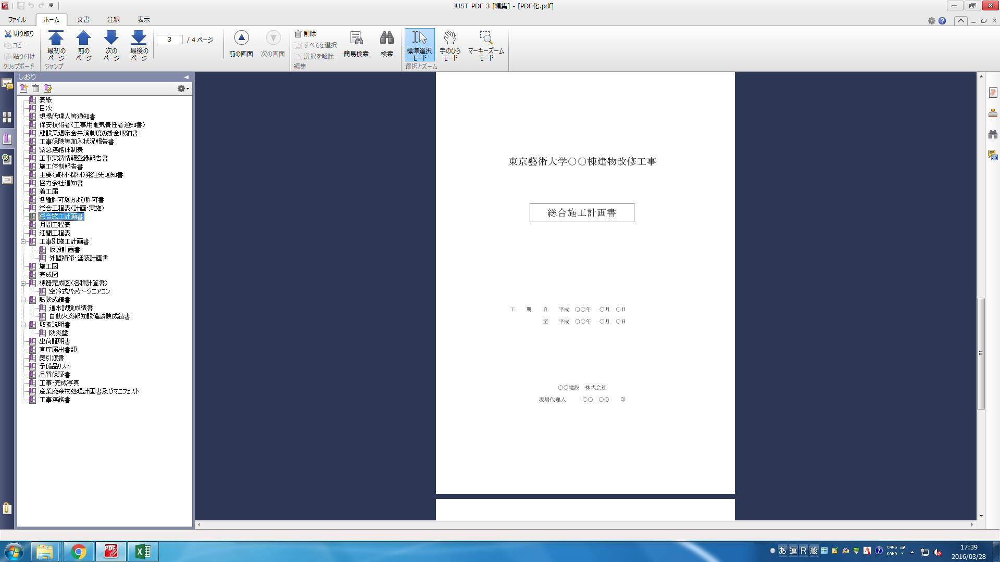 JUST PDF 3 [編集] - [PDF化.pdf]
ファイル ホーム 文書 注釈 表示
切り取り
コピー
貼り付け
クリップボード
最初の
ページ
前の
ページ
次の
ページ
最後の
ページ
ジャンプ
3 / 4 ページ
前の画面
次の画面
削除
すべてを選択
選択を解除
編集
簡易検索
検索
標準選択
モード
手のひら
モード
マーキーズーム
モード
選択とズーム
しおり
表紙
目次
現場代理人等通知書
保安技術者(工事用電気責任者通知書)
建設業退職金共済制度の掛金収納書
工事保険等加入状況報告書
緊急連絡体制表
工事実績情報登録報告書
施工体制報告書
主要(資材・機材)発注先通知書
協力会社通知書
着工届
各種許可願および許可書
総合工程表(計画・実施)
総合施工計画書
月間工程表
週間工程表
工事別施工計画書
仮設計画書
外壁補修・塗装計画書
施工図
完成図
機器完成図(各種計算書)
空冷式パッケージエアコン
試験成績書
通水試験成績書
自動火災報知設備試験成績書
取扱説明書
防災盤
出荷証明書
官庁届出書類
鍵引渡書
予備品リスト
品質保証書
工事・完成写真
産業廃棄物処理計画書及びマニフェスト
工事連絡書
東京藝術大学〇〇棟建物改修工事
総合施工計画書
工 期 自 平成 〇〇年 〇月 〇日
至 平成 〇〇年 〇月 〇日
〇〇建設 株式会社
現場代理人 〇〇 〇〇 印
PDF
あ 連 R 般
CAPS
KANA
17:39
2016/03/28